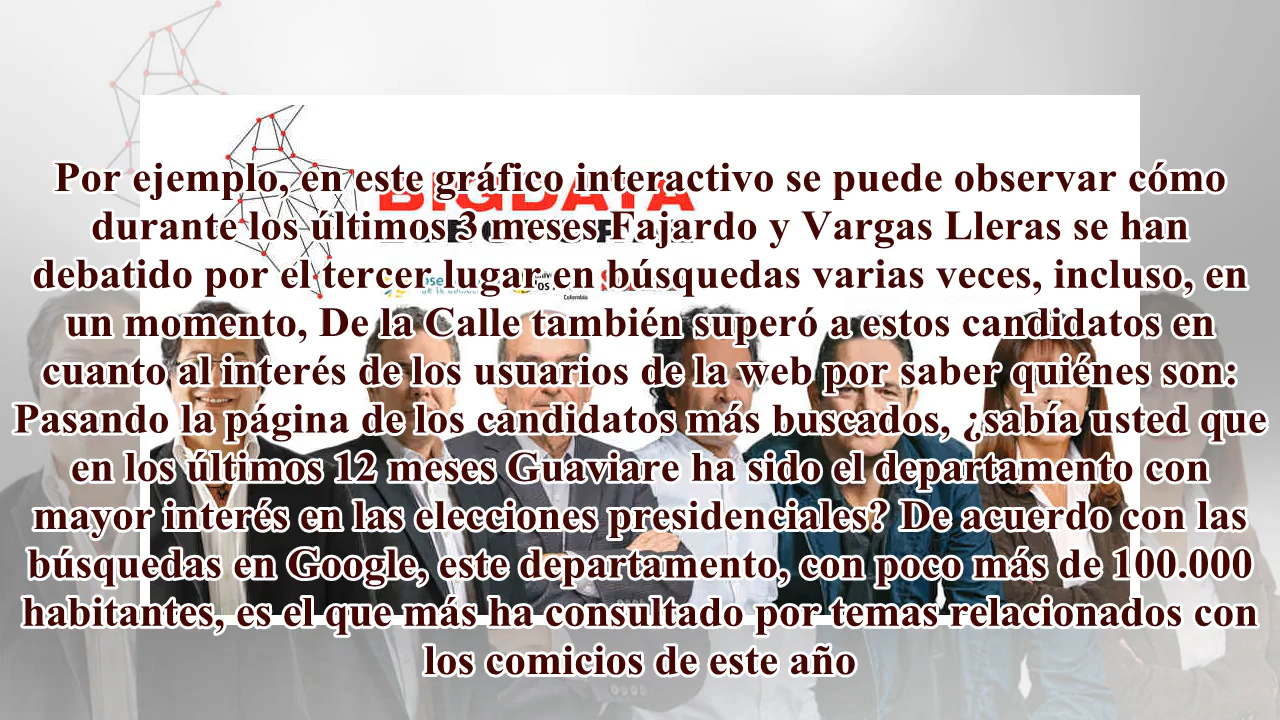 Por ejemplo, en este gráfico interactivo se puede observar cómo
durante los últimos 3 meses Fajardo y Vargas Lleras se han
debatido por el tercer lugar en búsquedas varias veces, incluso, en
un momento, De la Calle también superó a estos candidatos en
cuanto al interés de los usuarios de la web por saber quiénes son:
Pasando la página de los candidatos más buscados, ¿sabía usted que
en los últimos 12 meses Guaviare ha sido el departamento con
mayor interés en las elecciones presidenciales? De acuerdo con las
búsquedas en Google, este departamento, con poco más de 100.000
habitantes, es el que más ha consultado por temas relacionados con
los comicios de este año
BIGDATA
Colombia